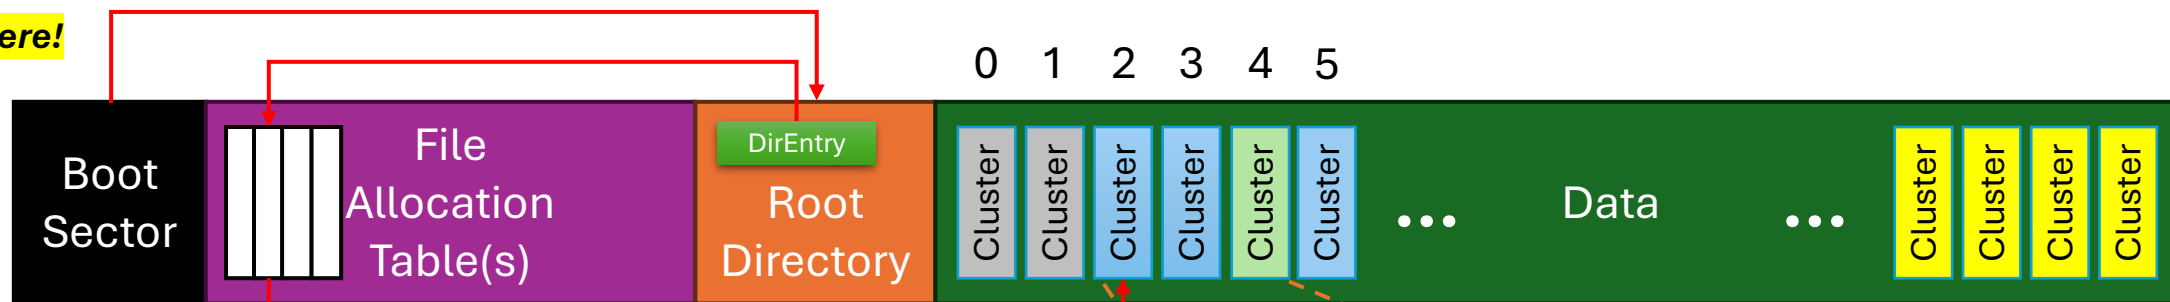 ere!
0 1 2 3 4 5
Boot
Sector
File
Allocation
Table(s)
DirEntry
Root
Directory
Cluster
Cluster
Cluster
Cluster
Cluster
Cluster
...
Data
...
Cluster
Cluster
Cluster
Cluster